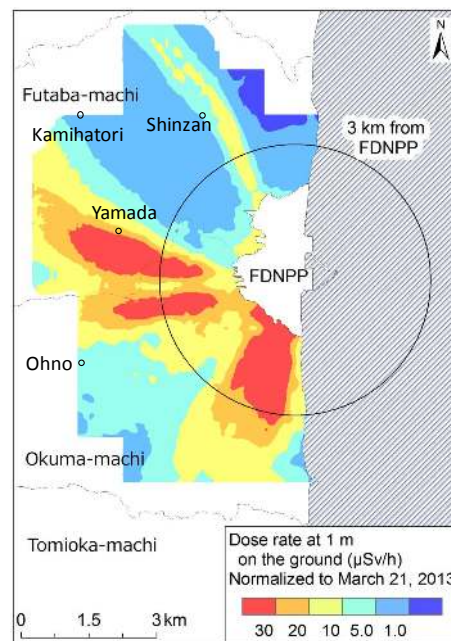 N
Futaba-machi
Kamihatori
Shinzan
3 km from
FDNPP
Yamada
FDNPP
Ohno
Okuma-machi
Tomioka-machi
Dose rate at 1 m
on the ground (μSv/h)
Normalized to March 21, 2013
30 20 10 5.0 1.0
0 1.5 3 km